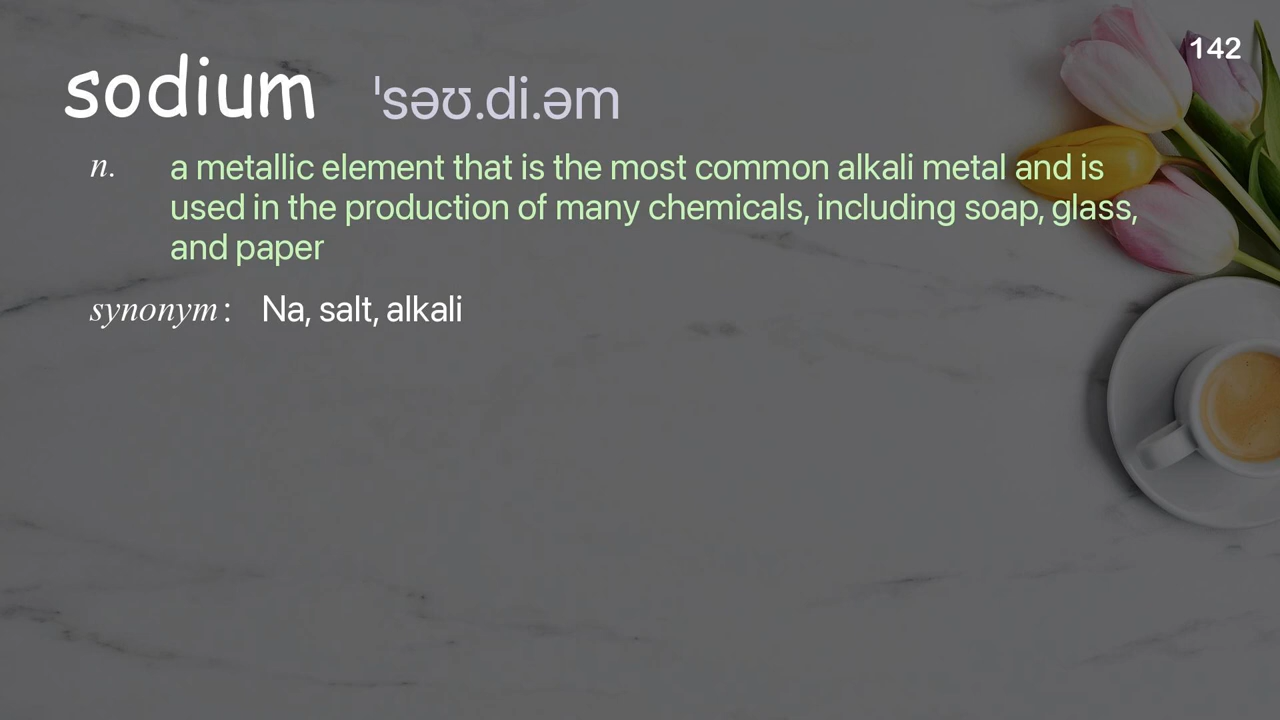 142
sodium ˈsəʊ.di.əm
n. a metallic element that is the most common alkali metal and is
used in the production of many chemicals, including soap, glass,
and paper
synonym: Na, salt, alkali